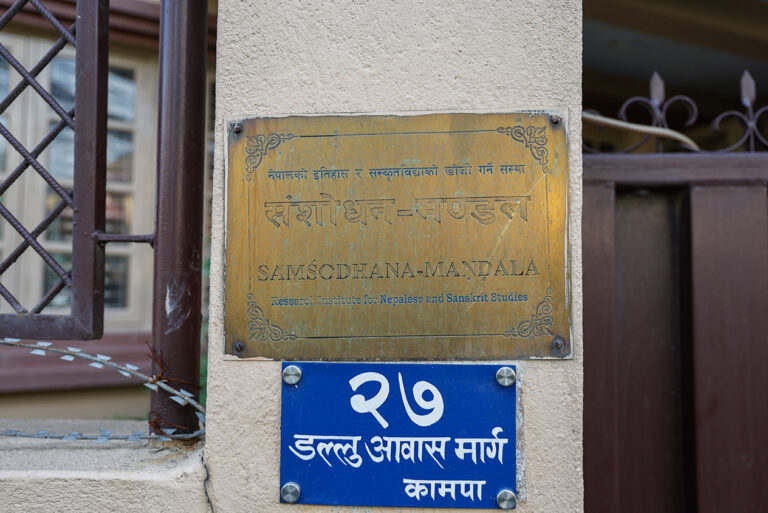 नेपालको इतिहास र संस्कृतविद्याको खोजी गर्ने संस्था
संशोधन-मण्डल
SAMŚODHANA-MAṆḌALA
Research Institute for Nepalese and Sanskrit Studies
२७
डल्लु आवास मार्ग
कामपा